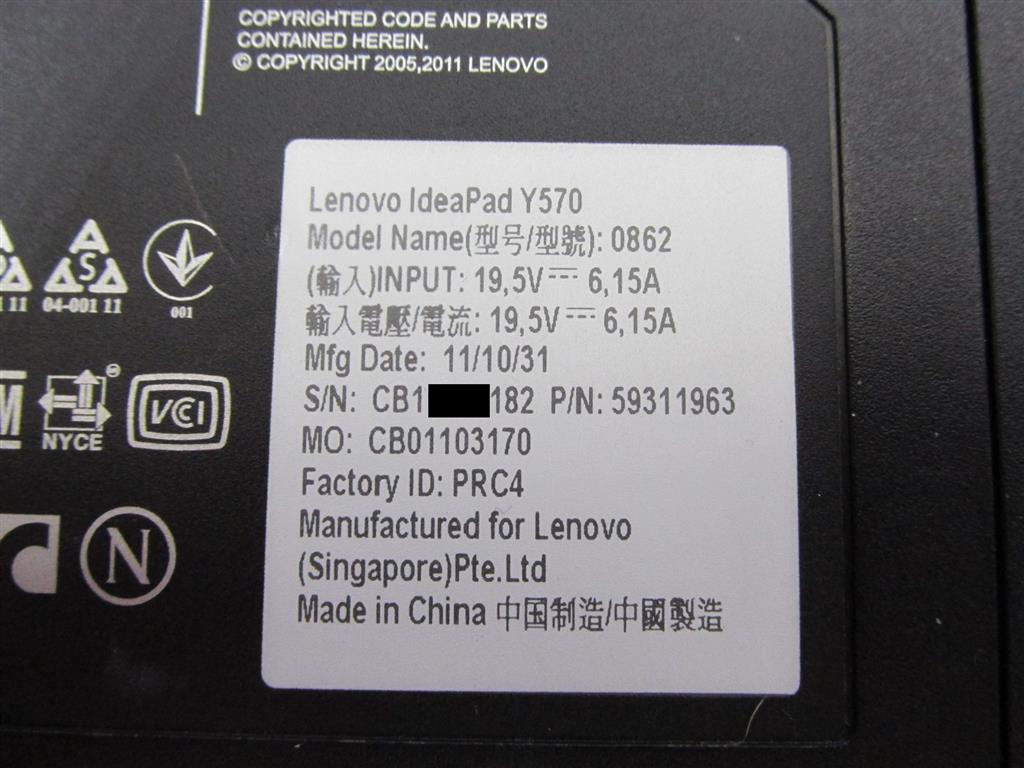 COPYRIGHTED CODE AND PARTS
CONTAINED HEREIN.
© COPYRIGHT 2005,2011 LENOVO
Lenovo IdeaPad Y570
Model Name(型号/型號): 0862
(輸入)INPUT: 19,5V⎓ 6,15A
輸入電壓/電流: 19,5V⎓ 6,15A
Mfg Date: 11/10/31
S/N: CB1 182 P/N: 59311963
MO: CB01103170
Factory ID: PRC4
Manufactured for Lenovo
(Singapore)Pte.Ltd
Made in China 中国制造/中國製造
S
04-001 11
001
NYCE
VCI
N